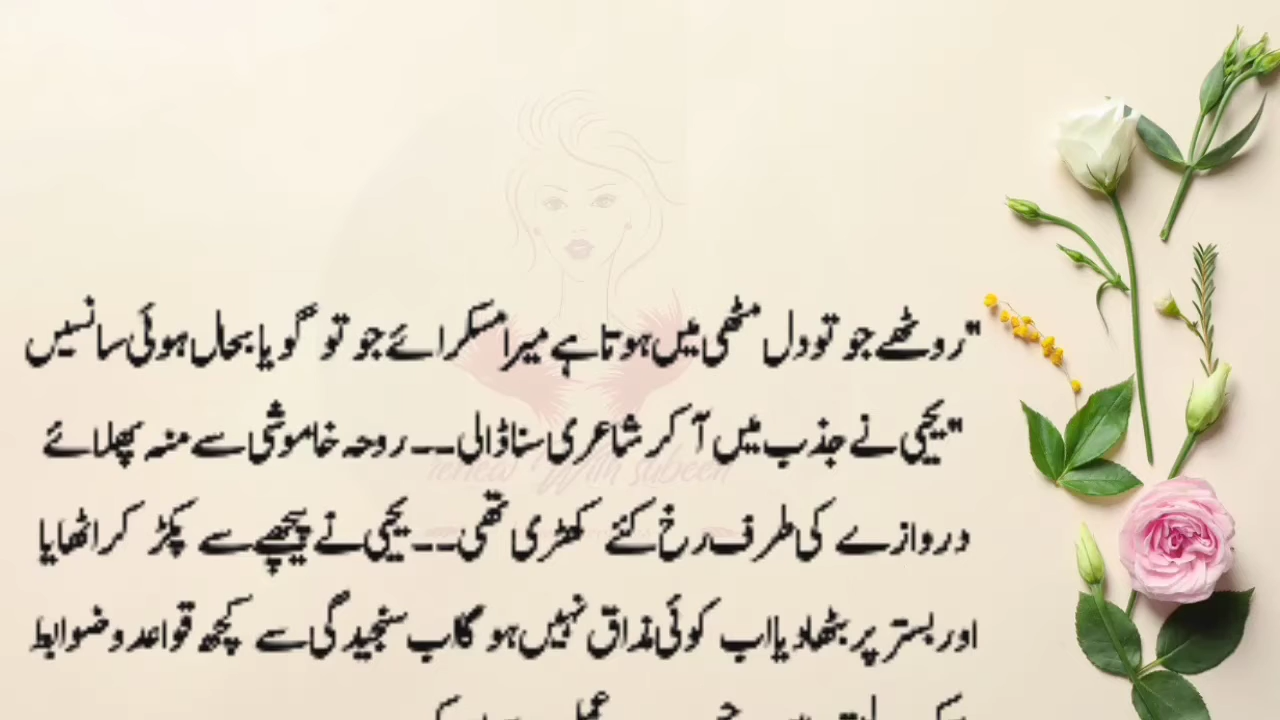 "روٹھے جو تو دل مٹھی میں ہوتا ہے میرا مسکرائے جو تو گویا بحال ہوئی سانسیں
"یحییٰ نے جذب میں آ کر شاعری سنا ڈالی۔۔ روحہ خاموشی سے منہ پھلائے
دروازے کی طرف رخ کئے کھڑی تھی۔۔ یحییٰ نے پیچھے سے پکڑ کر اٹھایا
اور بستر پر بٹھا دیا اب کوئی مذاق نہیں ہو گا اب سنجیدگی سے کچھ قواعد و ضوابط
With subeen